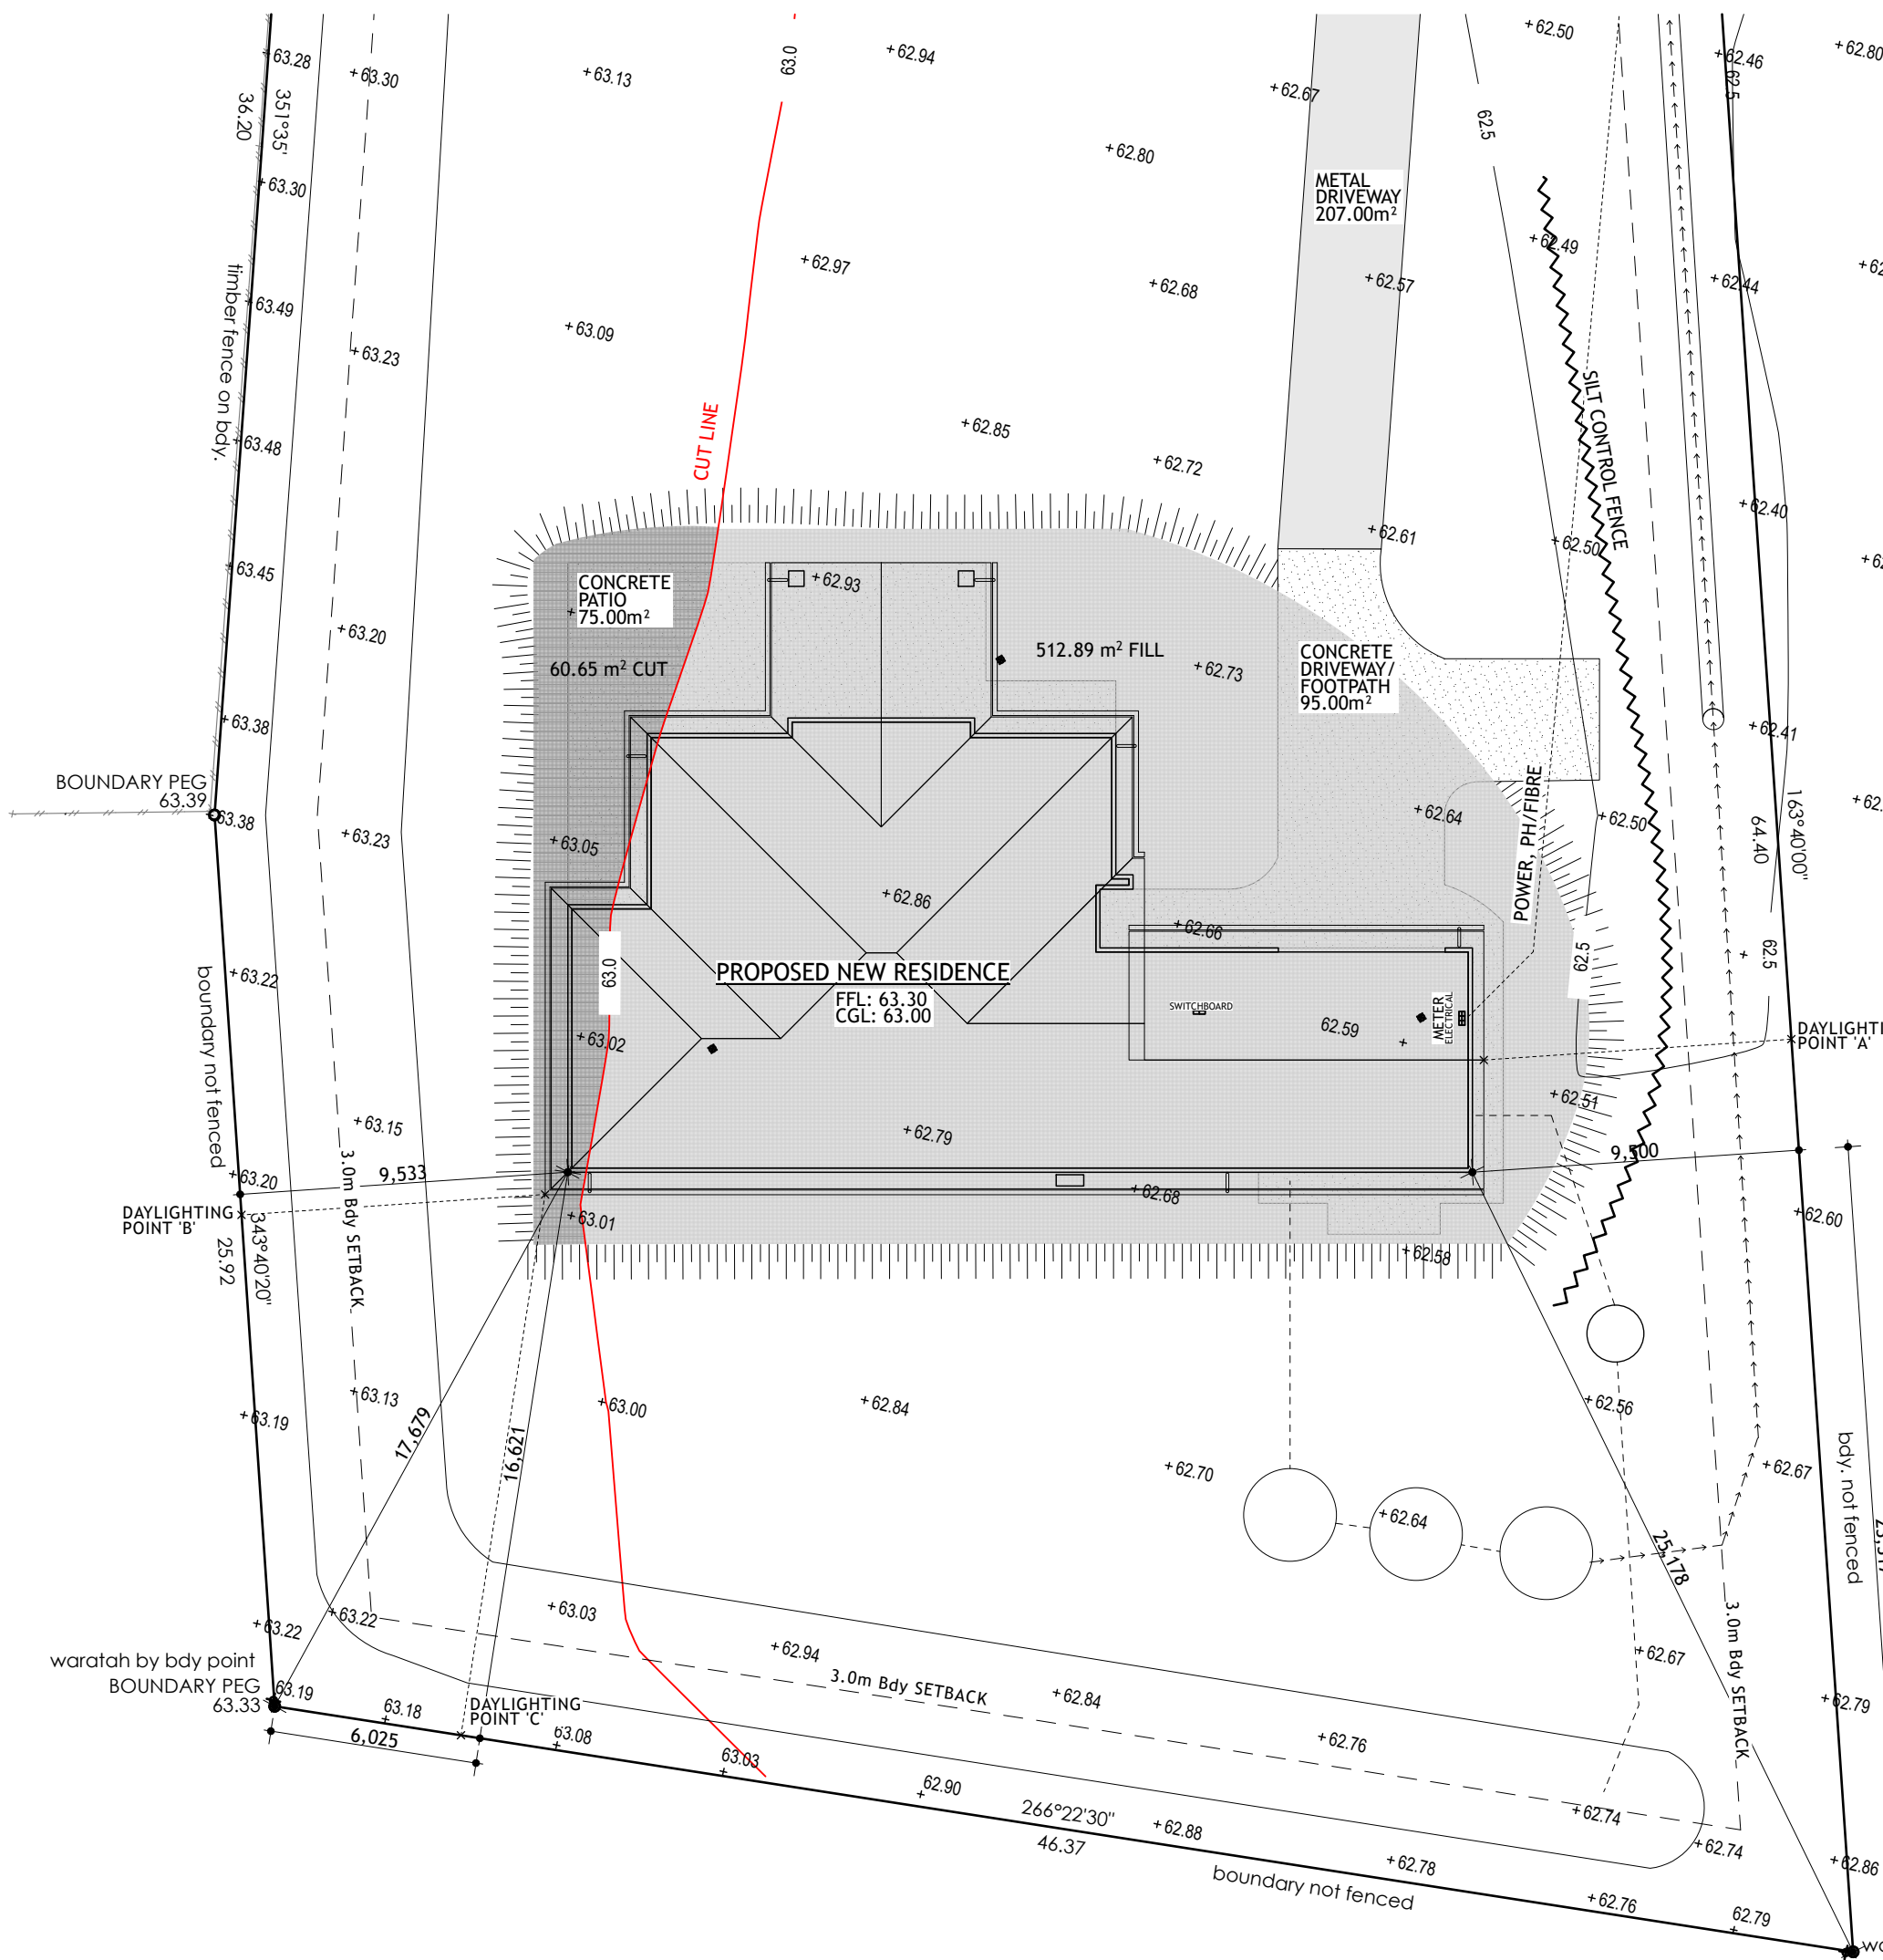 +63.28
+63.30
+63.13
63.0
+62.94
+62.67
+62.50
+62.46
+62.80
36.20
351°35'
+63.30
+62.80
62.5
62.5
METAL
DRIVEWAY
207.00m²
+62.97
+62.68
+62.57
+62.49
+62.44
timber fence on bdy.
+63.49
+63.23
+63.09
+63.48
CUT LINE
+62.85
+62.72
SILT CONTROL FENCE
+62.61
+62.50
+62.40
+63.45
CONCRETE
PATIO
75.00m²
+62.93
+63.20
60.65 m² CUT
512.89 m² FILL
+62.73
CONCRETE
DRIVEWAY/
FOOTPATH
95.00m²
+63.38
+62.41
BOUNDARY PEG
63.39
+63.38
+63.23
+63.05
+62.64
+62.50
163°40'00"
64.40
POWER, PH/FIBRE
+62.86
+62.66
62.5
62.5
boundary not fenced
+63.22
63.0
PROPOSED NEW RESIDENCE
FFL: 63.30
CGL: 63.00
SWITCHBOARD
METER
ELECTRICAL
62.59
+63.02
DAYLIGHTI
POINT 'A'
+62.51
+63.15
+62.79
9,500
3.0m Bdy SETBACK
9,533
+63.20
+62.68
DAYLIGHTING
POINT 'B'
343°40'20"
25.92
+63.01
+62.60
+62.58
+63.13
+63.19
+63.00
+62.84
+62.56
17,679
16,621
+62.70
+62.64
+62.67
bdy. not fenced
25,178
+63.22
+63.22
+63.03
+62.94
3.0m Bdy SETBACK
+62.84
+62.67
3.0m Bdy SETBACK
waratah by bdy point
BOUNDARY PEG
63.33
63.19
63.18
DAYLIGHTING
POINT 'C'
6,025
63.08
63.03
+62.76
+62.79
62.90
266°22'30"
46.37
+62.88
+62.74
+62.74
+62.78
boundary not fenced
+62.76
62.79
+62.86